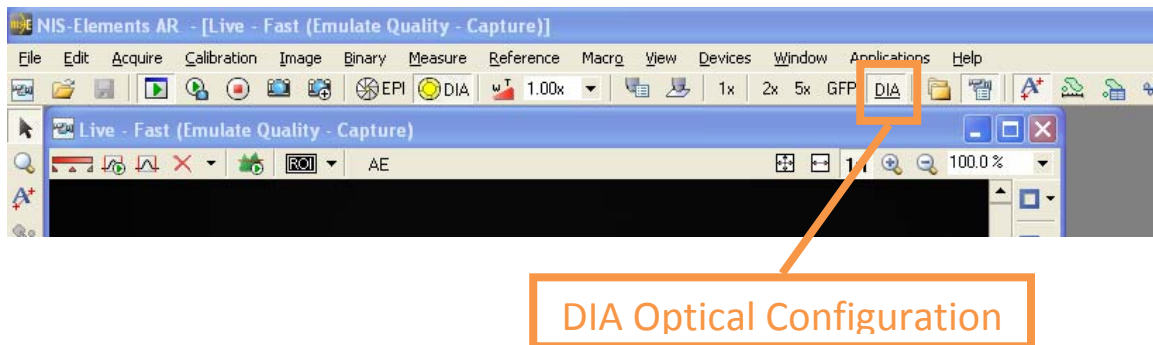 NIS-Elements AR - [Live - Fast (Emulate Quality - Capture)]
File Edit Acquire Calibration Image Binary Measure Reference Macro View Devices Window Applications Help
EPI DIA 1.00x 1x 2x 5x GFP DIA
Live - Fast (Emulate Quality - Capture)
ROI AE 1:1 100.0 %
DIA Optical Configuration